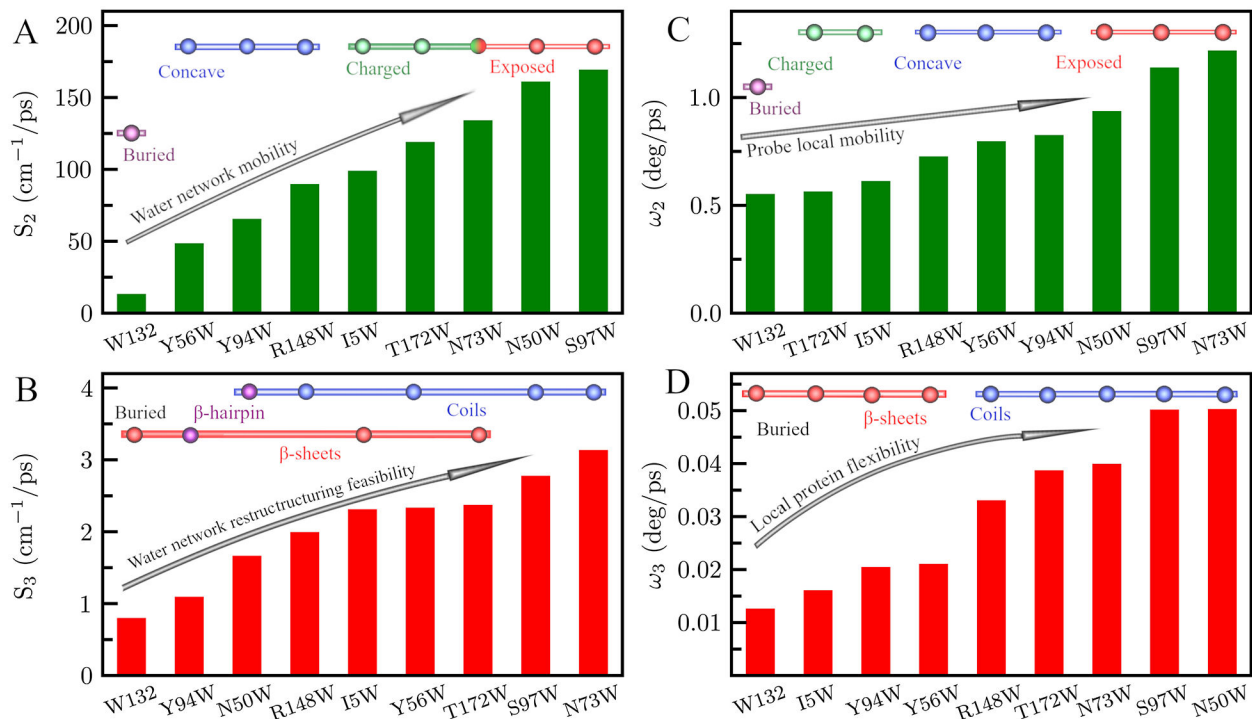 A
200
150
100
50
0
S₂ (cm⁻¹/ps)
Concave
Charged
Exposed
Buried
Water network mobility
W132 Y56W Y94W R148W I5W T172W N73W N50W S97W
C
1.0
0.5
0.0
ω₂ (deg/ps)
Charged
Concave
Exposed
Buried
Probe local mobility
W132 T172W I5W R148W Y56W Y94W N50W S97W N73W
B
4
3
2
1
0
S₃ (cm⁻¹/ps)
Buried
β-hairpin
Coils
β-sheets
Water network restructuring feasibility
W132 Y94W N50W R148W I5W Y56W T172W S97W N73W
D
0.05
0.04
0.03
0.02
0.01
ω₃ (deg/ps)
Buried
β-sheets
Coils
Local protein flexibility
W132 I5W Y94W Y56W R148W T172W N73W S97W N50W